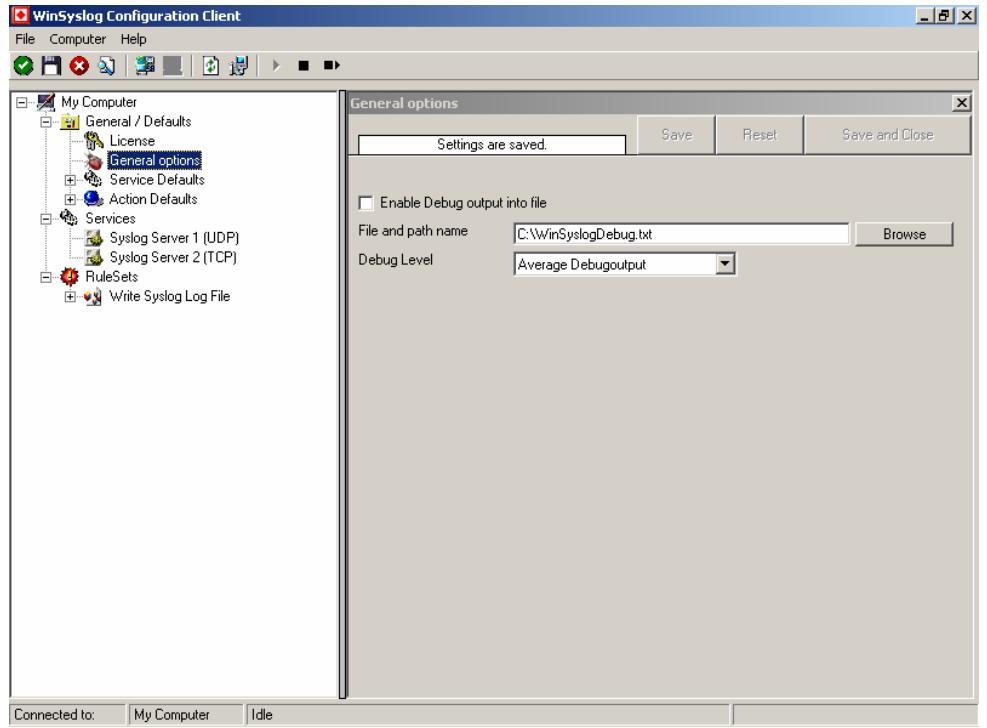 WinSyslog Configuration Client
File Computer Help
My Computer
General / Defaults
License
General options
Service Defaults
Action Defaults
Services
Syslog Server 1 (UDP)
Syslog Server 2 (TCP)
RuleSets
Write Syslog Log File
General options
Settings are saved.
Save
Reset
Save and Close
Enable Debug output into file
File and path name
C:\WinSyslogDebug.txt
Browse
Debug Level
Average Debugoutput
Connected to: My Computer Idle